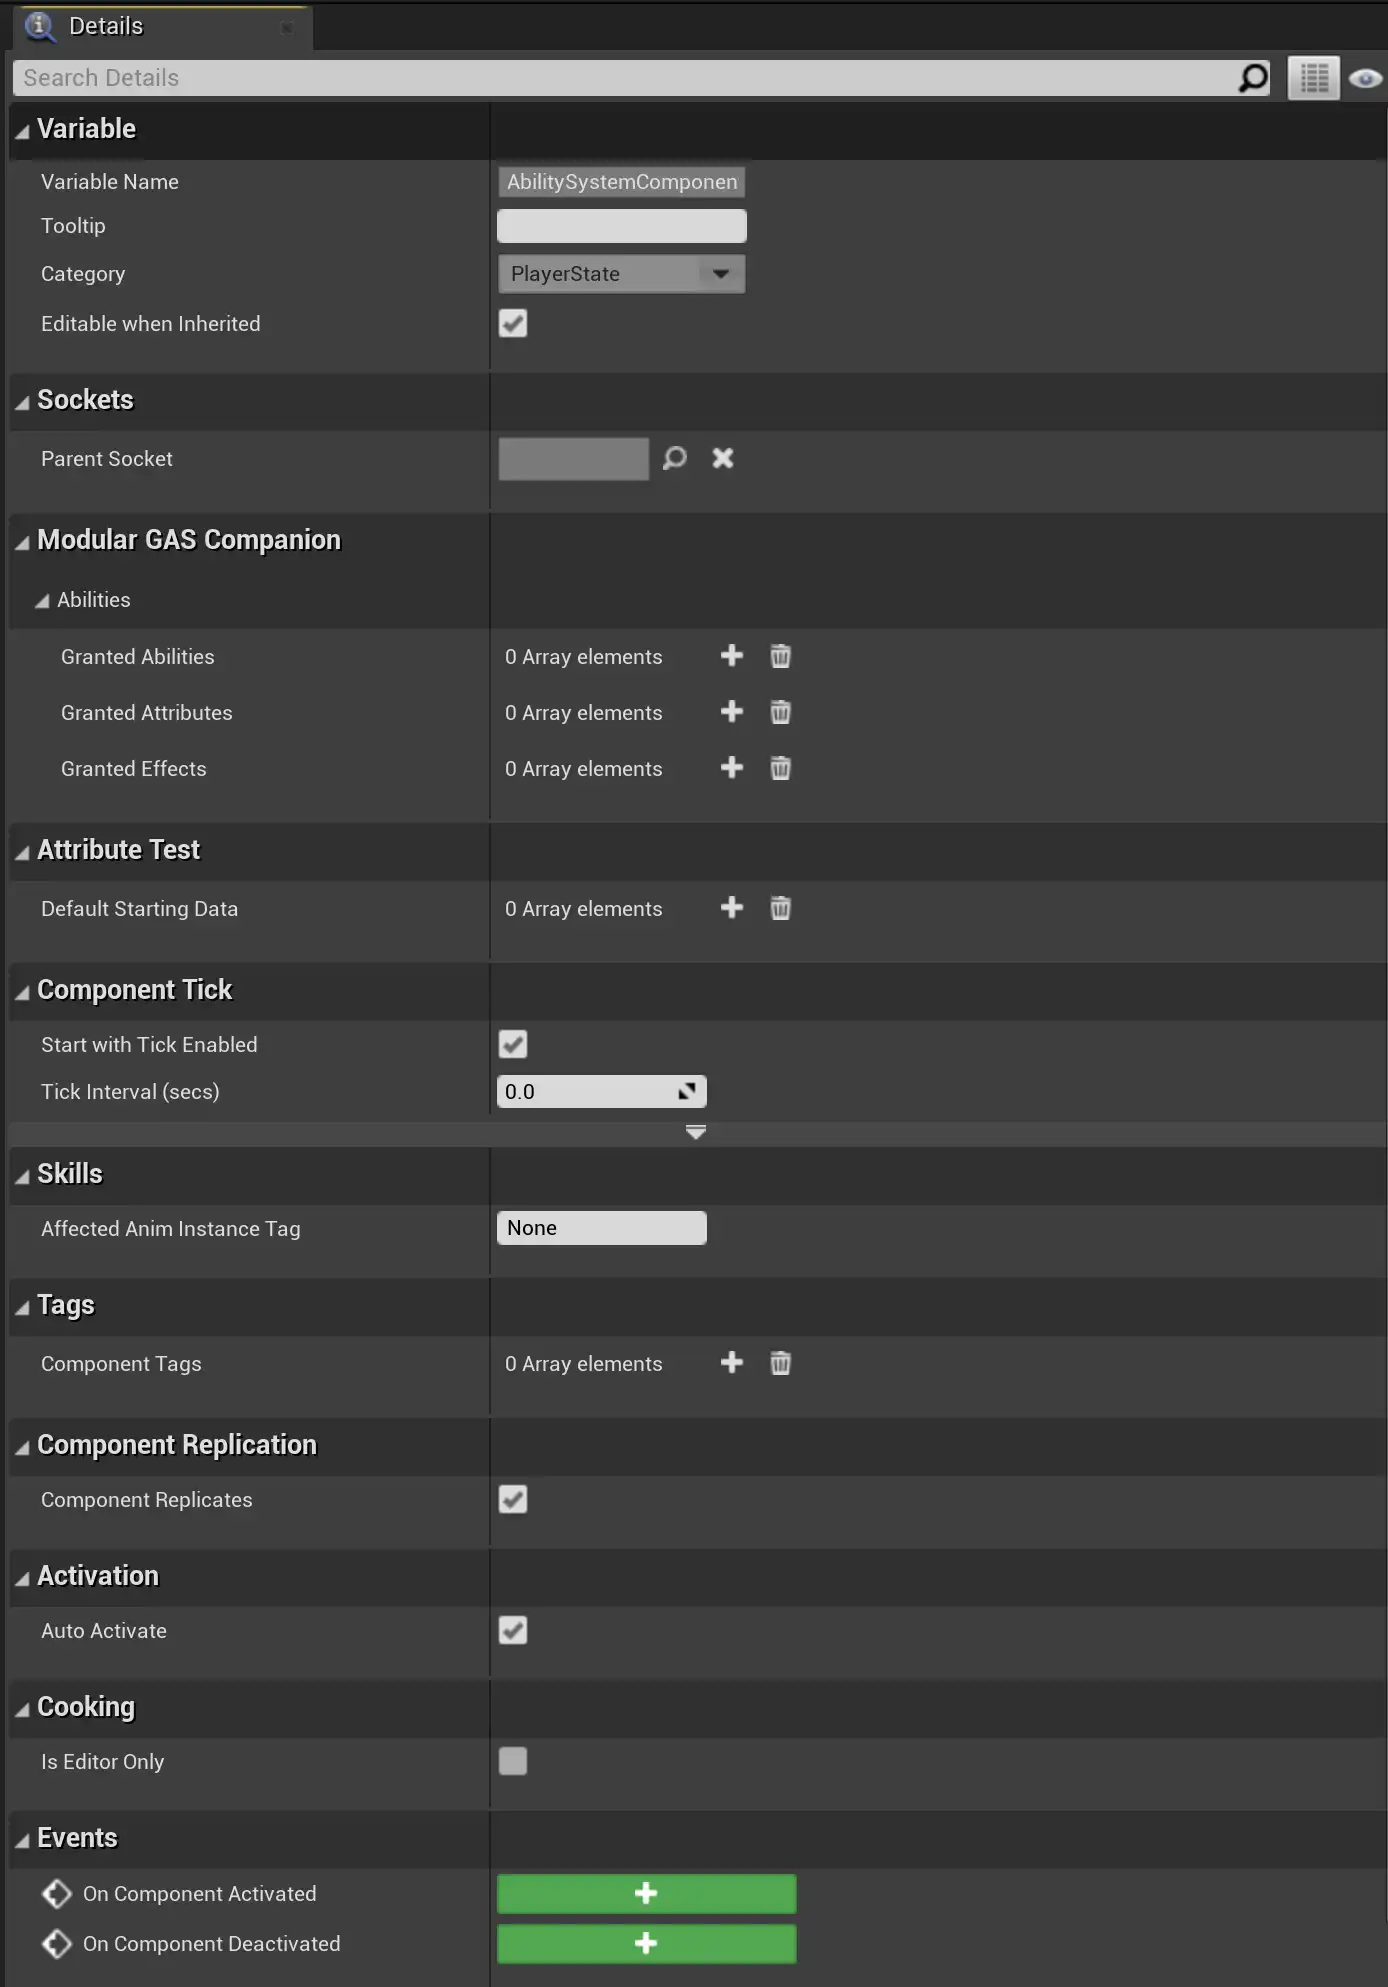 Details
Search Details
Variable
Variable Name AbilitySystemComponen
Tooltip
Category PlayerState
Editable when Inherited
Sockets
Parent Socket
Modular GAS Companion
Abilities
Granted Abilities 0 Array elements
Granted Attributes 0 Array elements
Granted Effects 0 Array elements
Attribute Test
Default Starting Data 0 Array elements
Component Tick
Start with Tick Enabled
Tick Interval (secs) 0.0
Skills
Affected Anim Instance Tag None
Tags
Component Tags 0 Array elements
Component Replication
Component Replicates
Activation
Auto Activate
Cooking
Is Editor Only
Events
On Component Activated
On Component Deactivated